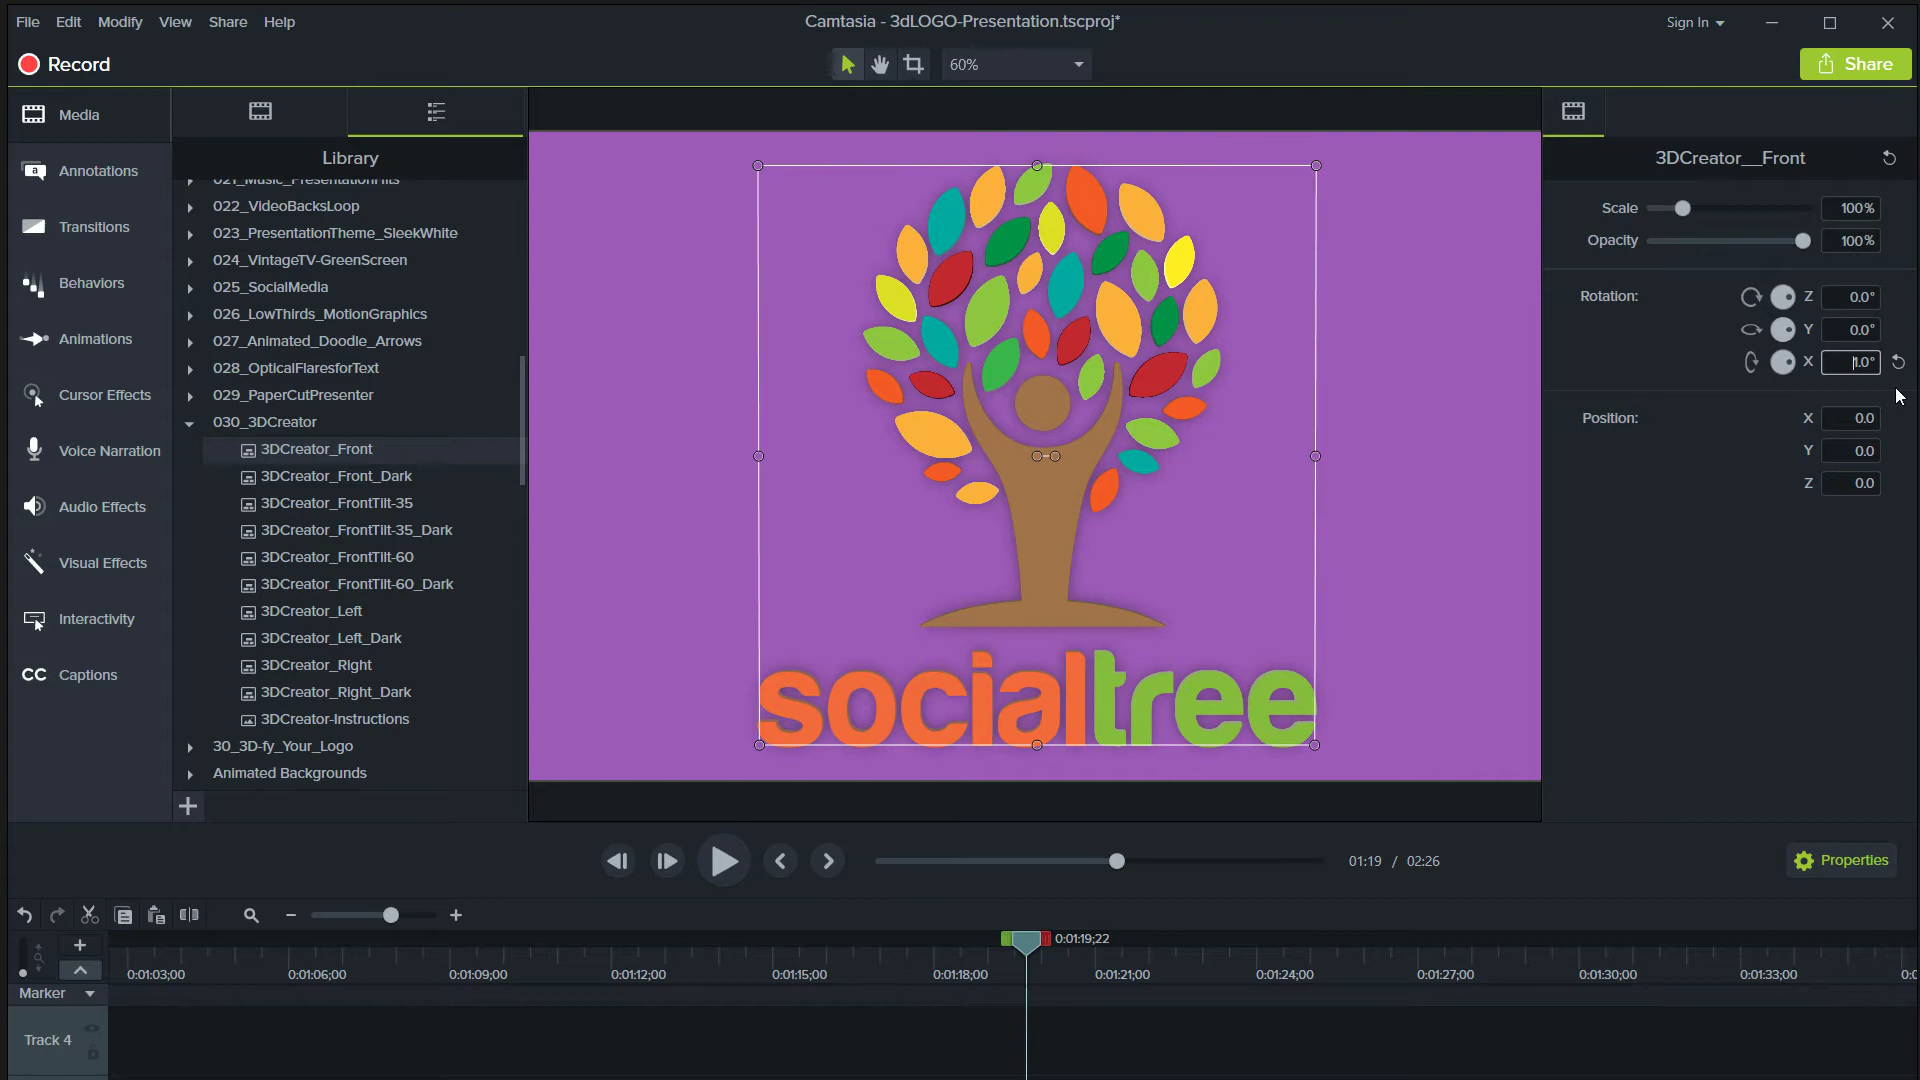 File Edit Modify View Share Help
Camtasia - 3dLOGO-Presentation.tscproj*
Sign In
Record
60%
Share
Media
Annotations
Transitions
Behaviors
Animations
Cursor Effects
Voice Narration
Audio Effects
Visual Effects
Interactivity
CC Captions
Library
021_Music_PresentationHits
022_VideoBacksLoop
023_PresentationTheme_SleekWhite
024_VintageTV-GreenScreen
025_SocialMedia
026_LowThirds_MotionGraphics
027_Animated_Doodle_Arrows
028_OpticalFlaresforText
029_PaperCutPresenter
030_3DCreator
3DCreator_Front
3DCreator_Front_Dark
3DCreator_FrontTilt-35
3DCreator_FrontTilt-35_Dark
3DCreator_FrontTilt-60
3DCreator_FrontTilt-60_Dark
3DCreator_Left
3DCreator_Left_Dark
3DCreator_Right
3DCreator_Right_Dark
3DCreator-Instructions
30_3D-fy_Your_Logo
Animated Backgrounds
socialtree
3DCreator__Front
Scale 100%
Opacity 100%
Rotation: Z 0.0°
Y 0.0°
X 1.0°
Position: X 0.0
Y 0.0
Z 0.0
01:19 / 02:26
Properties
0:01:19;22
0:01:03;00 0:01:06;00 0:01:09;00 0:01:12;00 0:01:15;00 0:01:18;00 0:01:21;00 0:01:24;00 0:01:27;00 0:01:30;00 0:01:33;00
Marker
Track 4